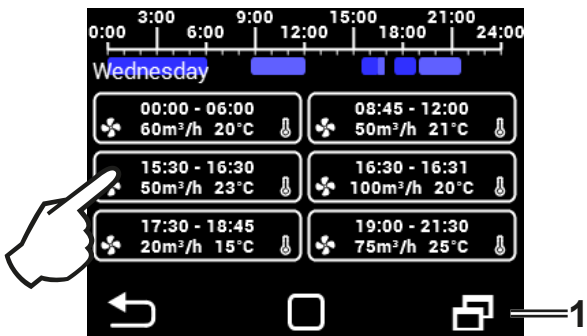 3:00 9:00 15:00 21:00
0:00 6:00 12:00 18:00 24:00
Wednesday
00:00 - 06:00
60m³/h 20°C
08:45 - 12:00
50m³/h 21°C
15:30 - 16:30
50m³/h 23°C
16:30 - 16:31
100m³/h 20°C
17:30 - 18:45
20m³/h 15°C
19:00 - 21:30
75m³/h 25°C
1